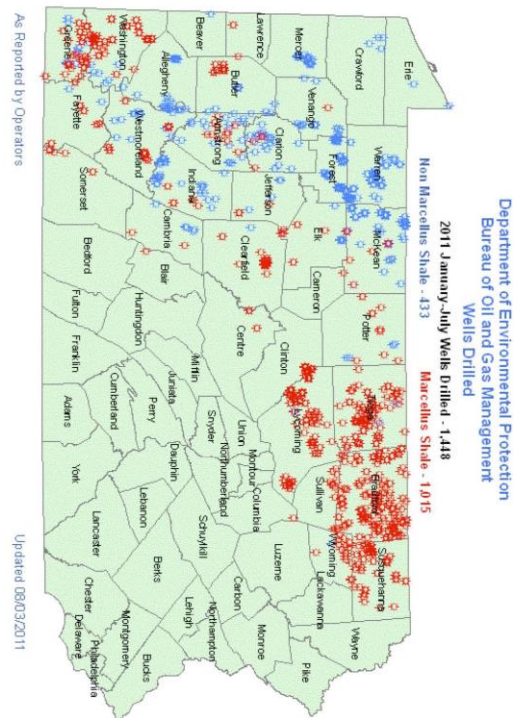 Department of Environmental Protection
Bureau of Oil and Gas Management
Wells Drilled
2011 January-July Wells Drilled - 1,448
Non Marcellus Shale - 433
Marcellus Shale - 1,015
Erie
Crawford
Warren
McKean
Potter
Bradford
Susquehanna
Wayne
Mercer
Venango
Forest
Elk
Cameron
Clinton
Lycoming
Sullivan
Wyoming
Lackawanna
Pike
Lawrence
Butler
Clarion
Jefferson
Clearfield
Centre
Union
Montour
Columbia
Luzerne
Monroe
Carbon
Beaver
Armstrong
Indiana
Cambria
Blair
Huntingdon
Mifflin
Juniata
Snyder
Northumberland
Schuylkill
Lehigh
Northampton
Allegheny
Westmoreland
Perry
Dauphin
Lebanon
Berks
Bucks
Montgomery
Washington
Greene
Fayette
Somerset
Bedford
Fulton
Franklin
Cumberland
Adams
York
Lancaster
Chester
Delaware
Philadelphia
As Reported by Operators
Updated 08/03/2011